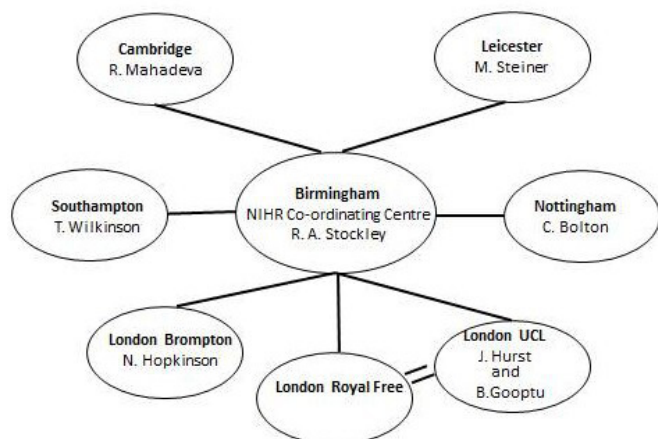 Cambridge
R. Mahadeva
Leicester
M. Steiner
Southampton
T. Wilkinson
Birmingham
NIHR Co-ordinating Centre
R. A. Stockley
Nottingham
C. Bolton
London Brompton
N. Hopkinson
London Royal Free
London UCL
J. Hurst
and
B.Gooptu